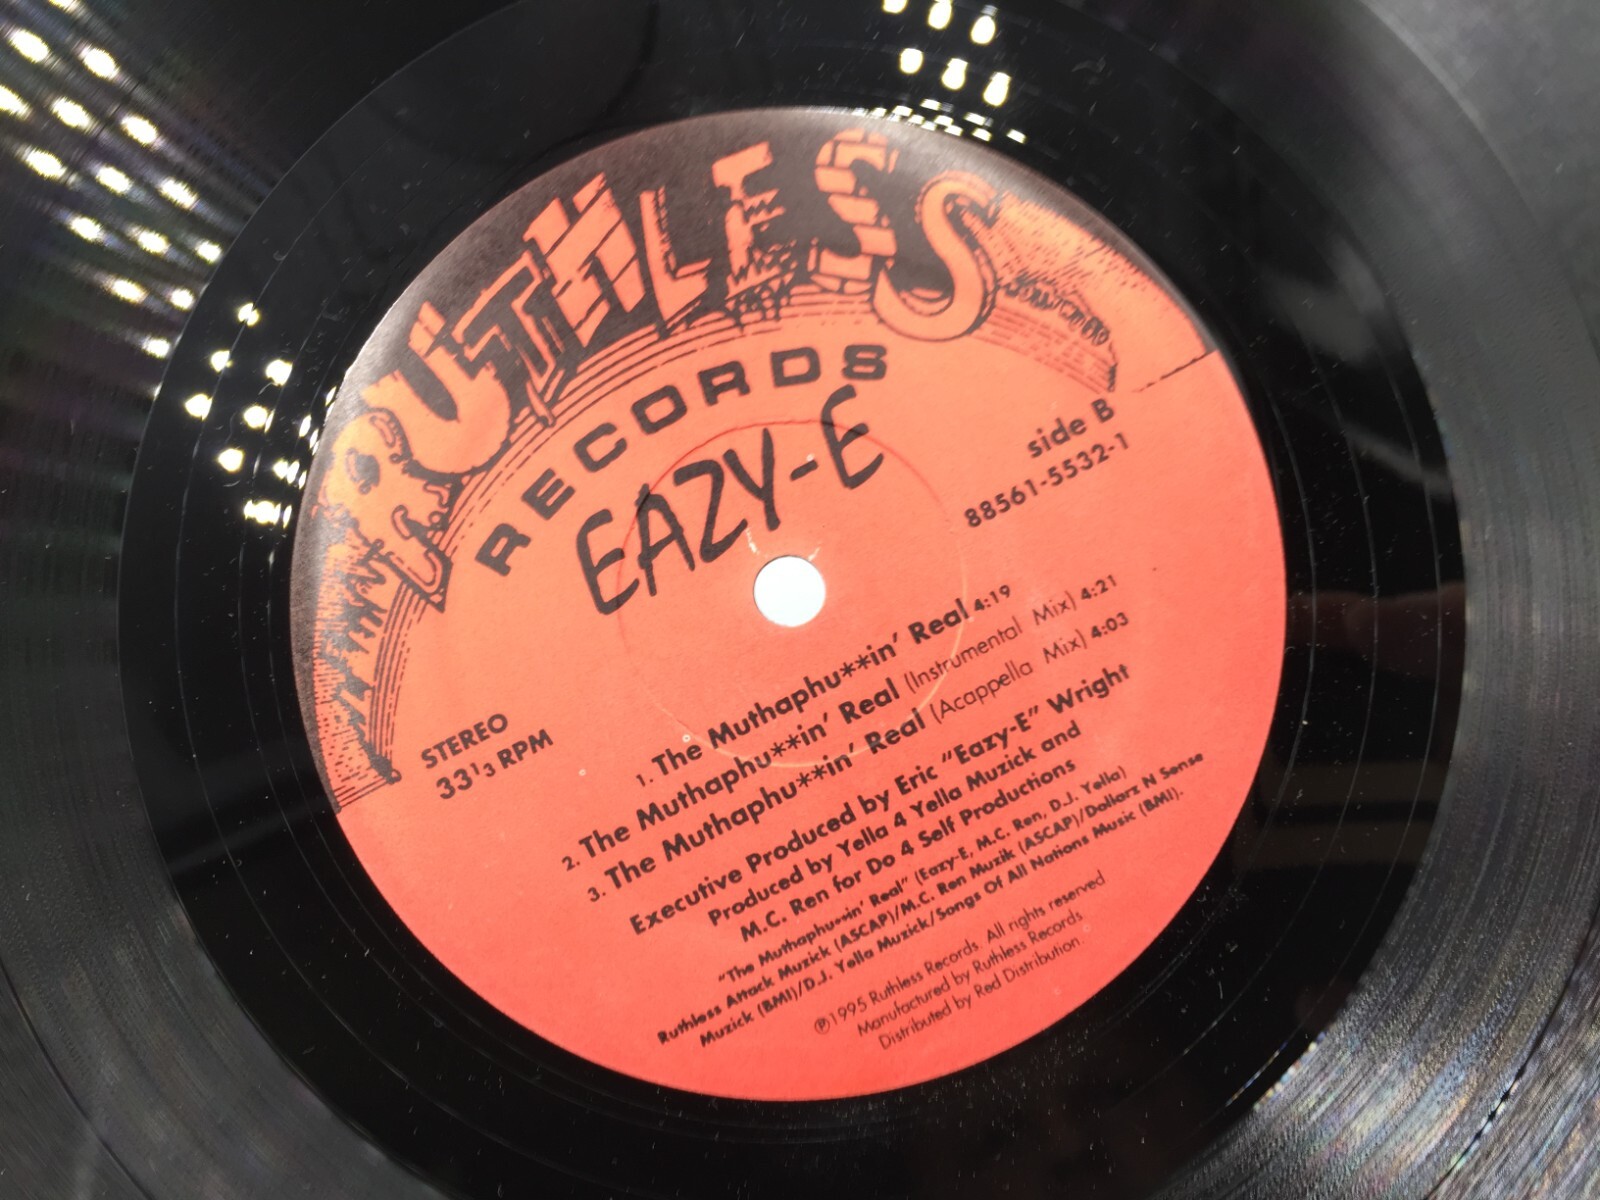 RUTHLESS
RECORDS
EAZY-E
side B
88561-5532-1
STEREO
33 1/3 RPM
1. The Muthaphu**in' Real 4:19
2. The Muthaphu**in' Real (Instrumental Mix) 4:21
3. The Muthaphu**in' Real (Acappella Mix) 4:03
Executive Produced by Eric "Eazy-E" Wright
Produced by Yella 4 Yella Muzick and
M.C. Ren for Do 4 Self Productions
"The Muthaphu**in' Real" (Eazy-E, M.C. Ren, D.J. Yella)
Ruthless Attack Muzick (ASCAP)/M.C. Ren Muzik (ASCAP)/Dollarz N Sense
Muzick (BMI)/D.J. Yella Muzick/Songs Of All Nations Music (BMI).
℗1995 Ruthless Records. All rights reserved
Manufactured by Ruthless Records
Distributed by Red Distribution.